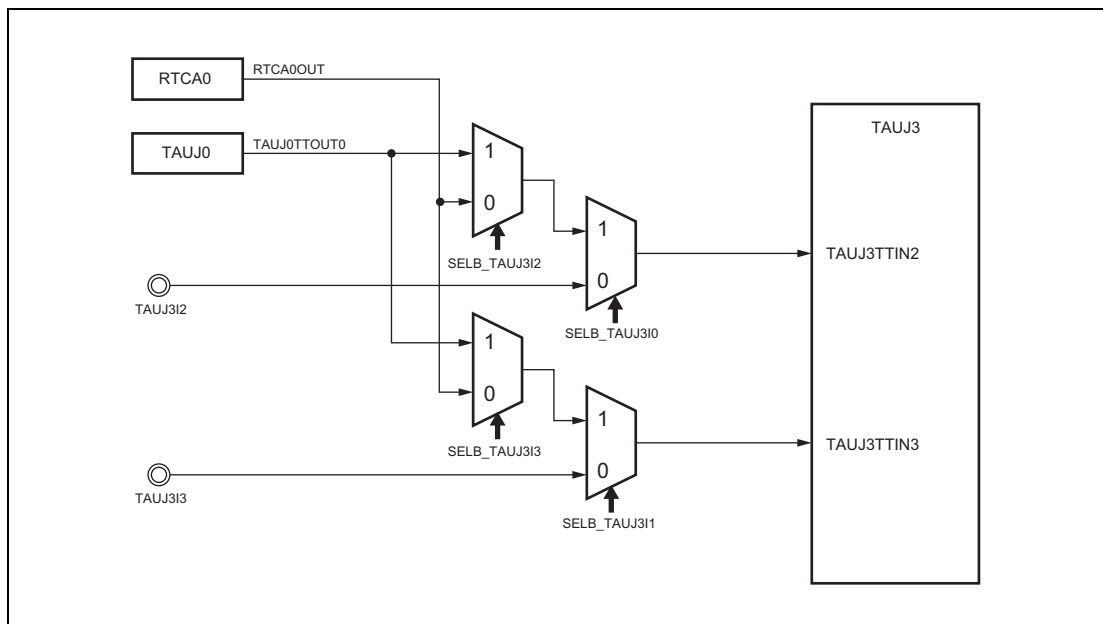 RTCA0
RTCA0OUT
TAUJ3
TAUJ0
TAUJ0TTOUT0
1
0
SELB_TAUJ3I2
1
0
TAUJ3TTIN2
TAUJ3I2
SELB_TAUJ3I0
1
0
SELB_TAUJ3I3
1
0
TAUJ3TTIN3
TAUJ3I3
SELB_TAUJ3I1